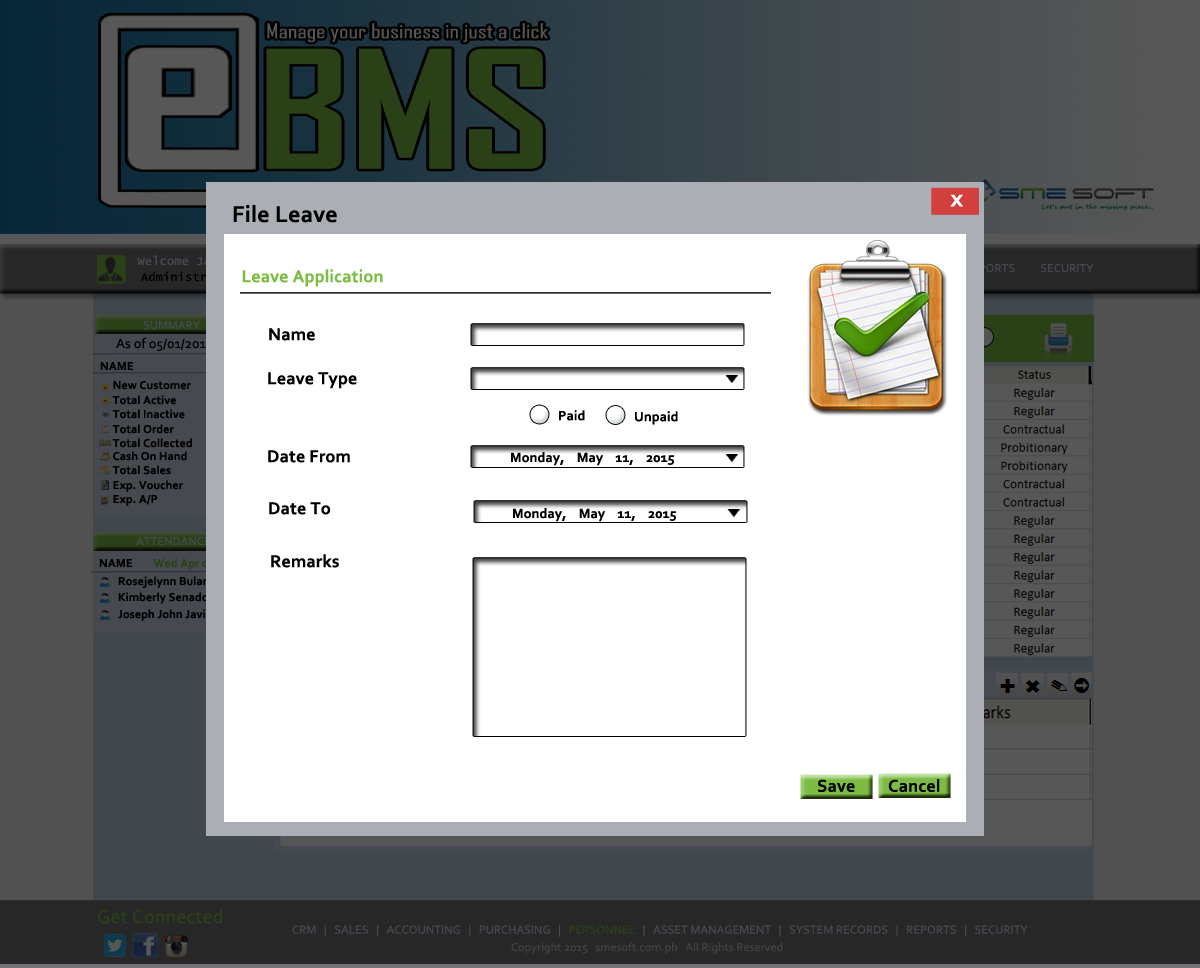 Manage your business in just a click
eBMS
SME SOFT
Let's put in the missing piece...
File Leave
X
Welcome
Administr
PORTS
SECURITY
Leave Application
Name
Leave Type
Paid
Unpaid
Date From
Monday, May 11, 2015
Date To
Monday, May 11, 2015
Remarks
Save
Cancel
SUMMARY
As of 05/01/201
NAME
New Customer
Total Active
Total Inactive
Total Order
Total Collected
Cash On Hand
Total Sales
Exp. Voucher
Exp. A/P
ATTENDANC
NAME Wed Apr
Rosejelynn Bular
Kimberly Senado
Joseph John Javi
Status
Regular
Regular
Contractual
Probitionary
Probitionary
Contractual
Contractual
Regular
Regular
Regular
Regular
Regular
Regular
Regular
Regular
arks
Get Connected
CRM | SALES | ACCOUNTING | PURCHASING | PERSONNEL | ASSET MANAGEMENT | SYSTEM RECORDS | REPORTS | SECURITY
Copyright 2015 smesoft.com.ph All Rights Reserved